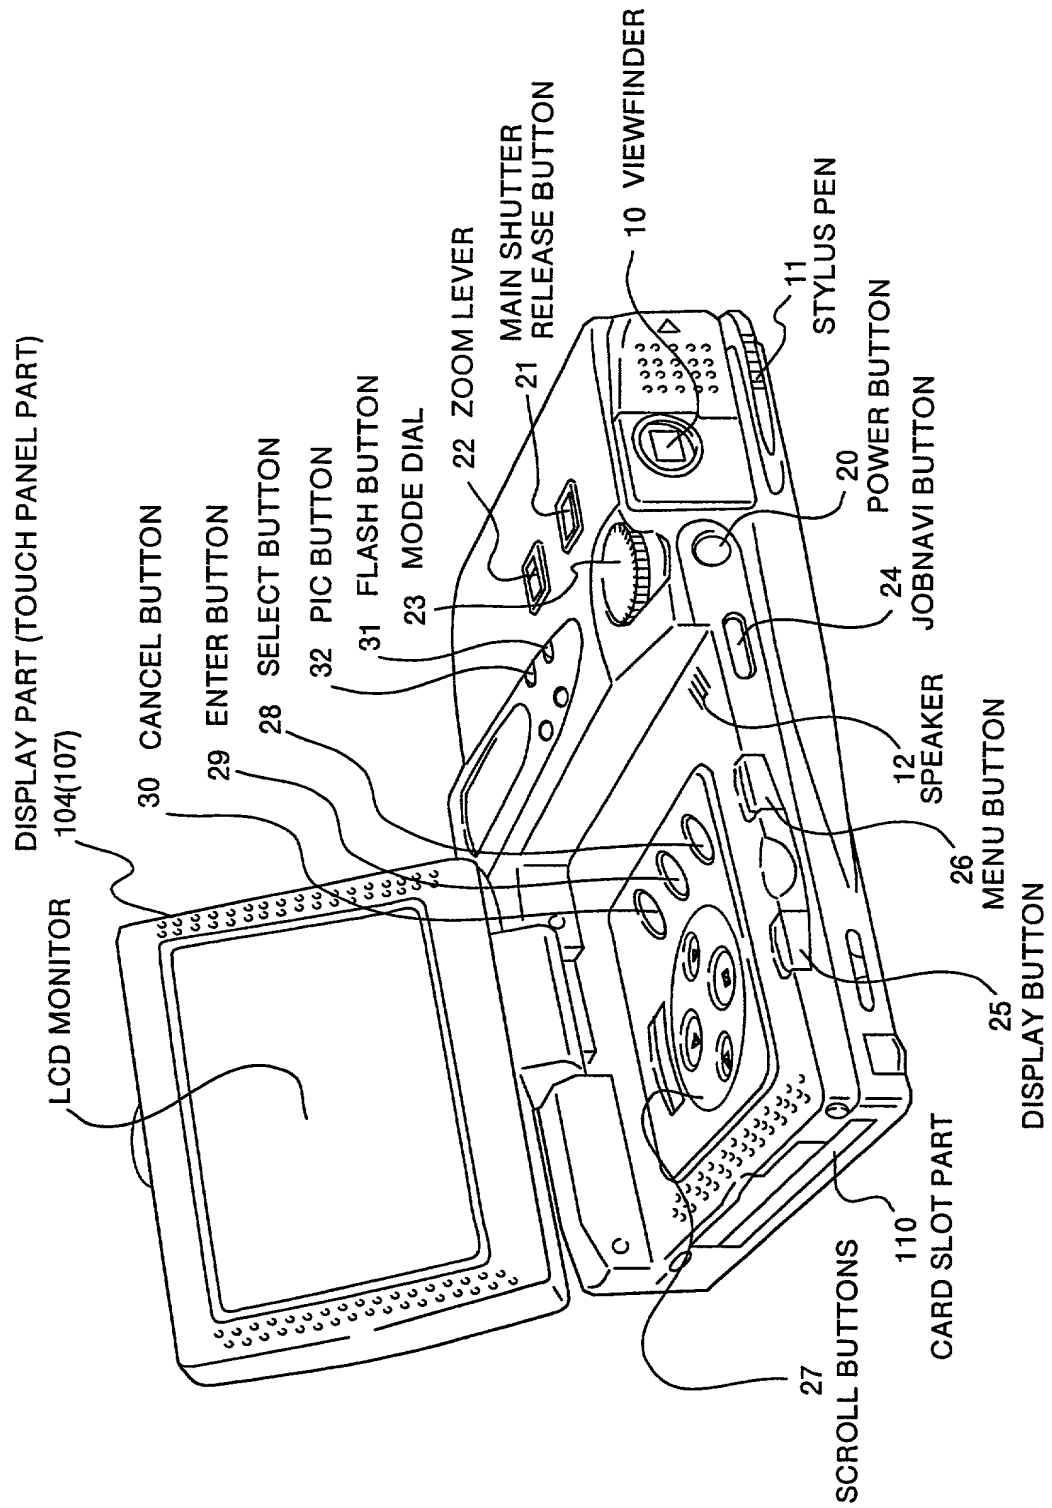 DISPLAY PART (TOUCH PANEL PART)
104(107)
LCD MONITOR
30 CANCEL BUTTON
29 ENTER BUTTON
28 SELECT BUTTON
32 PIC BUTTON
31 FLASH BUTTON
23 MODE DIAL
22 ZOOM LEVER
MAIN SHUTTER
21 RELEASE BUTTON
10 VIEWFINDER
11
STYLUS PEN
20
POWER BUTTON
24
JOBNAVI BUTTON
12
SPEAKER
26
MENU BUTTON
25
DISPLAY BUTTON
110
CARD SLOT PART
27
SCROLL BUTTONS